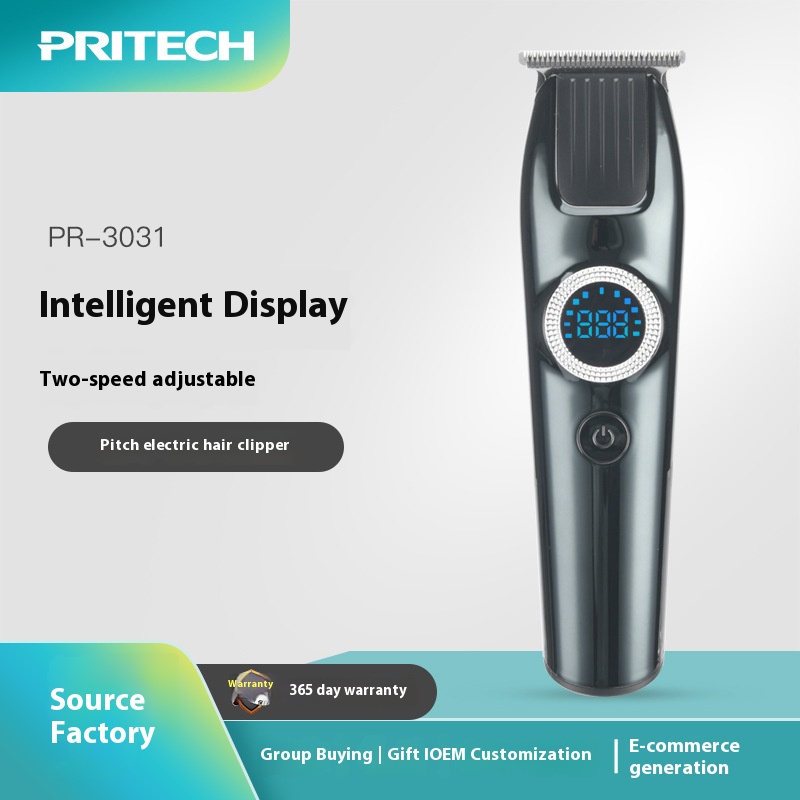 PRITECH
PR-3031
Intelligent Display
888
Two-speed adjustable
Pitch electric hair clipper
Warranty
365 day warranty
Source
Factory
Group Buying | Gift IOEM Customization
E-commerce
generation